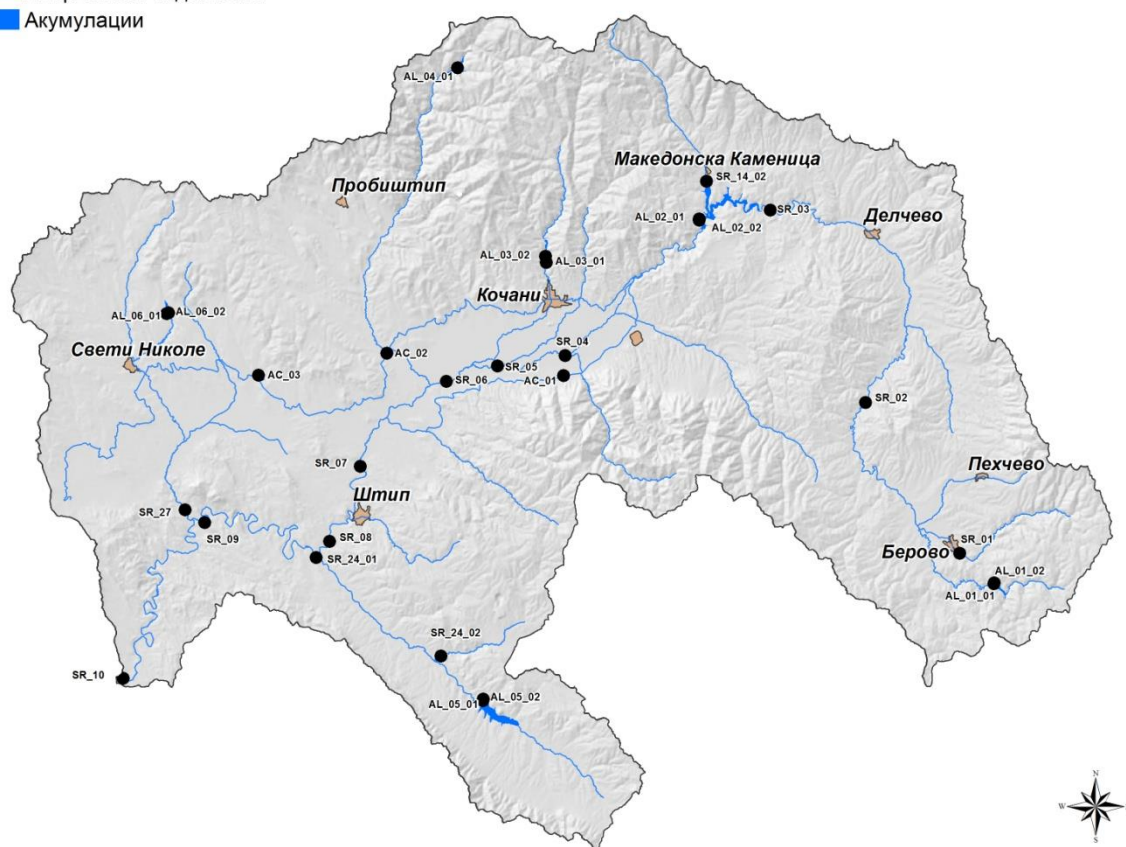 Акумулации
AL_04_01
Македонска Каменица
SR_14_02
Пробиштип
SR_03
AL_02_01
AL_02_02
Делчево
AL_03_02
AL_03_01
Кочани
AL_06_01
AL_06_02
Свети Николе
AC_02
SR_04
SR_05
AC_03
SR_06
AC_01
SR_02
SR_07
Пехчево
Штип
SR_27
SR_09
SR_08
SR_01
Берово
SR_24_01
AL_01_02
AL_01_01
SR_24_02
SR_10
AL_05_02
AL_05_01
N
W
E
S